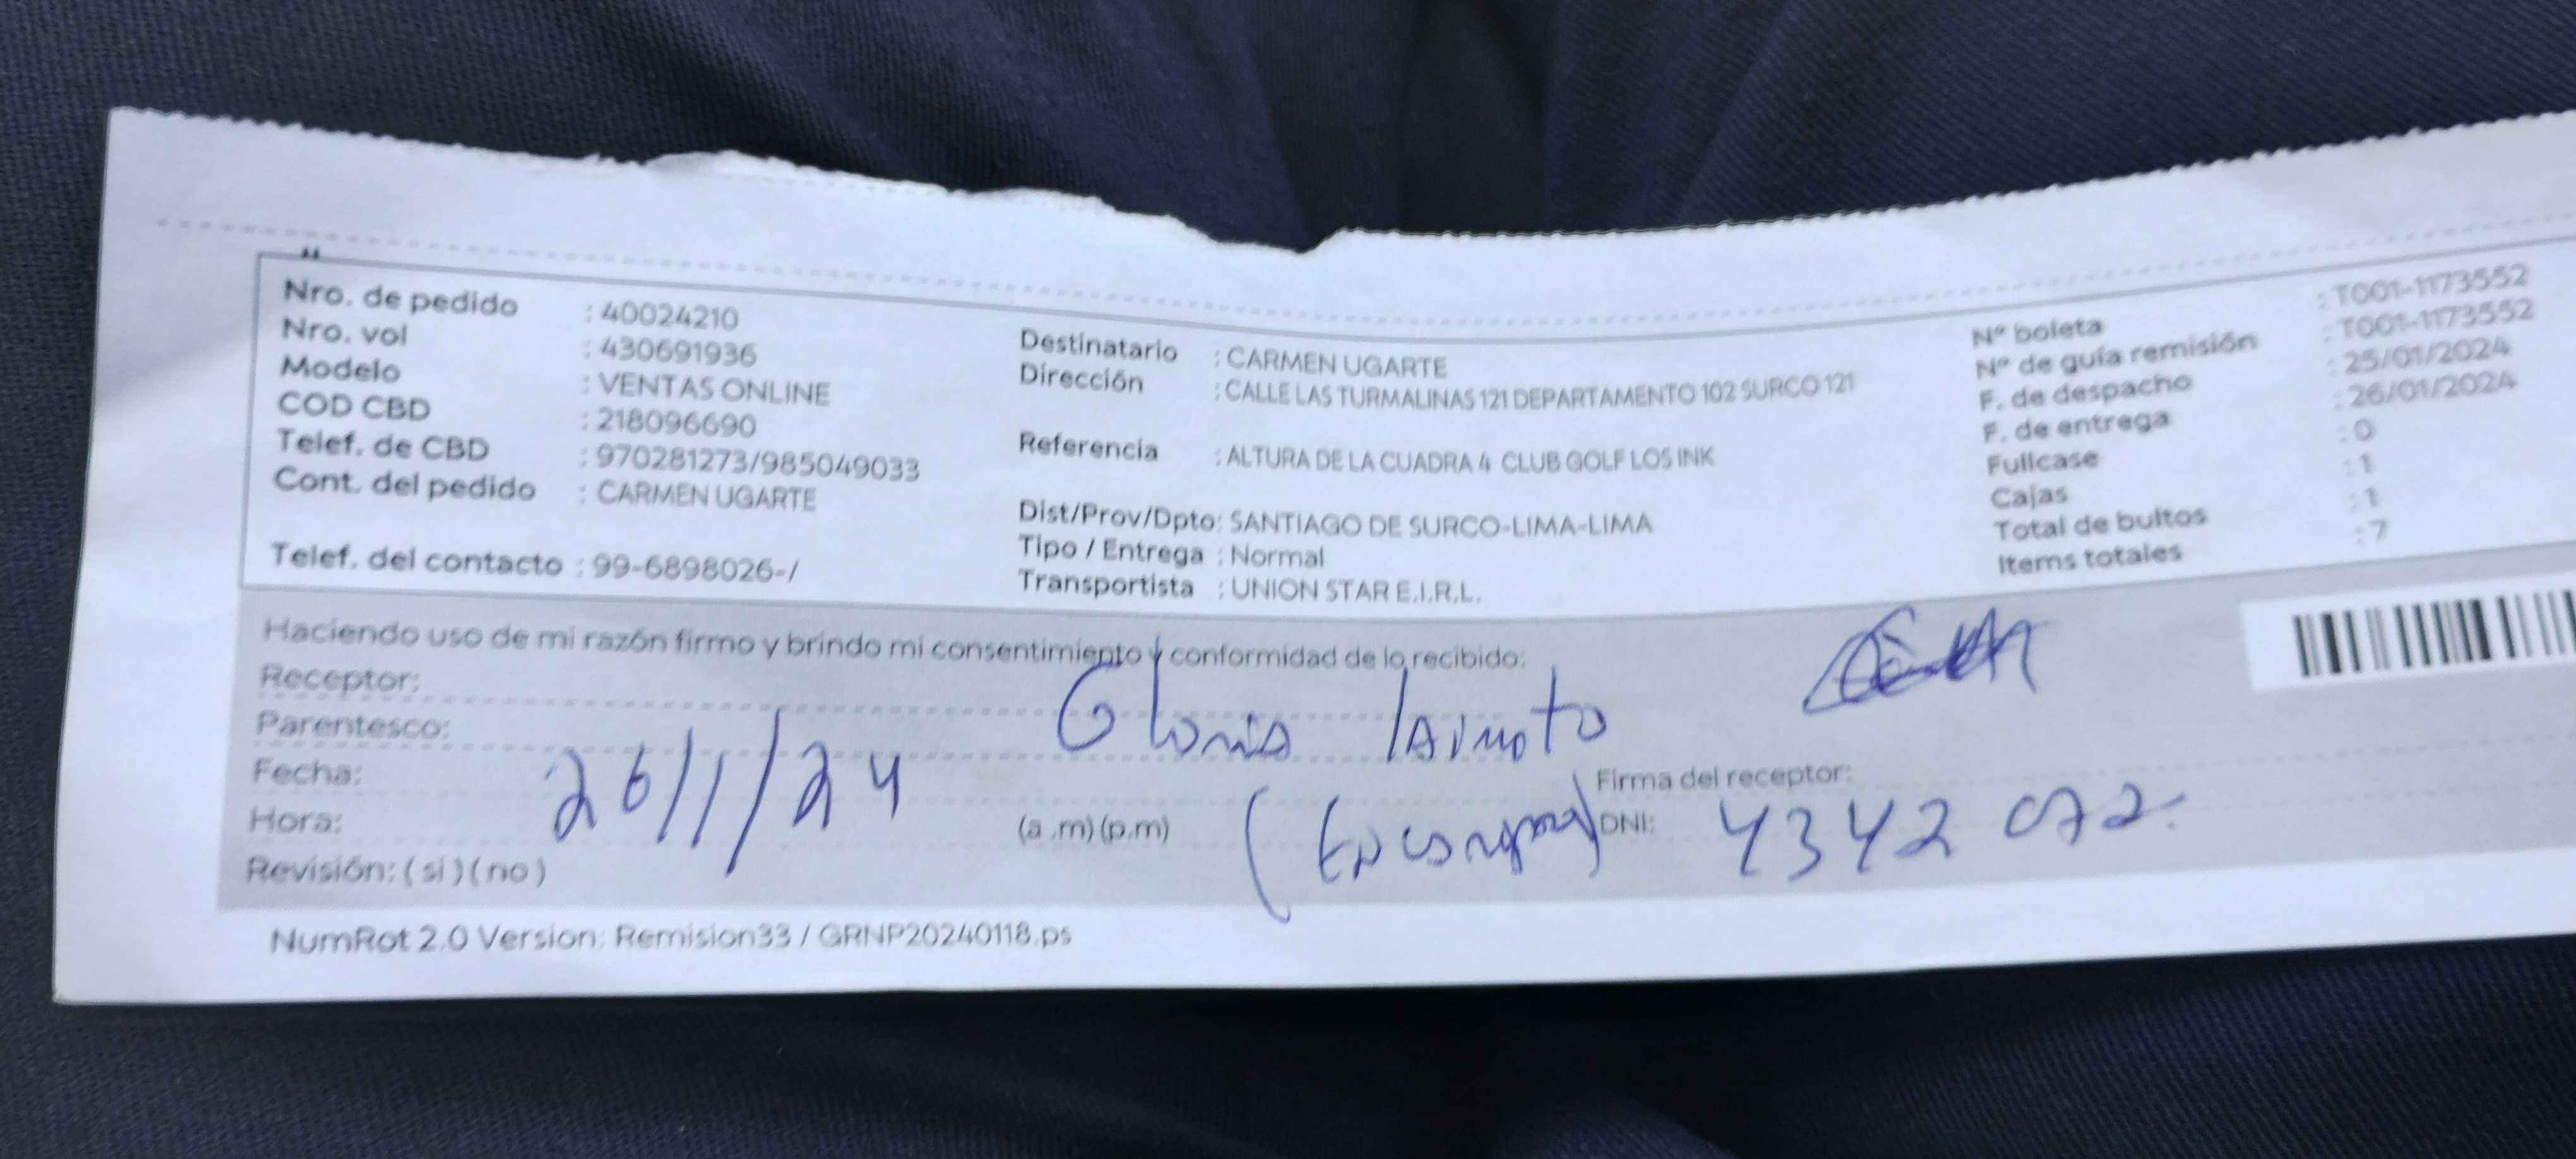 Nro. de pedido : 40024210
Nro. vol : 430691936
Modelo : VENTAS ONLINE
COD CBD : 218096690
Telef. de CBD : 970281273/985049033
Cont. del pedido : CARMEN UGARTE
Telef. del contacto : 99-6898026-/
Destinatario : CARMEN UGARTE
Dirección : CALLE LAS TURMALINAS 121 DEPARTAMENTO 102 SURCO 121
Referencia : ALTURA DE LA CUADRA 4 CLUB GOLF LOS INK
Dist/Prov/Dpto: SANTIAGO DE SURCO-LIMA-LIMA
Tipo / Entrega : Normal
Transportista : UNION STAR E.I.R.L.
N° boleta : T001-1173552
N° de guía remisión : T001-1173552
F. de despacho : 25/01/2024
F. de entrega : 26/01/2024
Fullcase : 0
Cajas : 1
Total de bultos : 1
Items totales : 7
Haciendo uso de mi razón firmo y brindo mi consentimiento y conformidad de lo recibido:
Receptor: Gloria
Parentesco:
Fecha: 26/1/24
Hora: (a .m) (p.m)
Revisión: ( si ) ( no )
Firma del receptor:
DNI: 4342 072.
NumRot 2.0 Version: Remision33 / GRNP20240118.ps